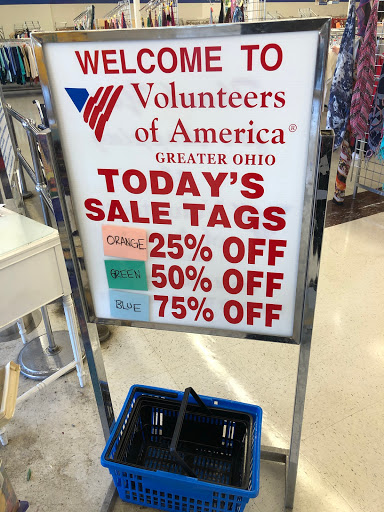 WELCOME TO
Volunteers
of America®
GREATER OHIO
TODAY'S
SALE TAGS
ORANGE 25% OFF
GREEN 50% OFF
BLUE 75% OFF